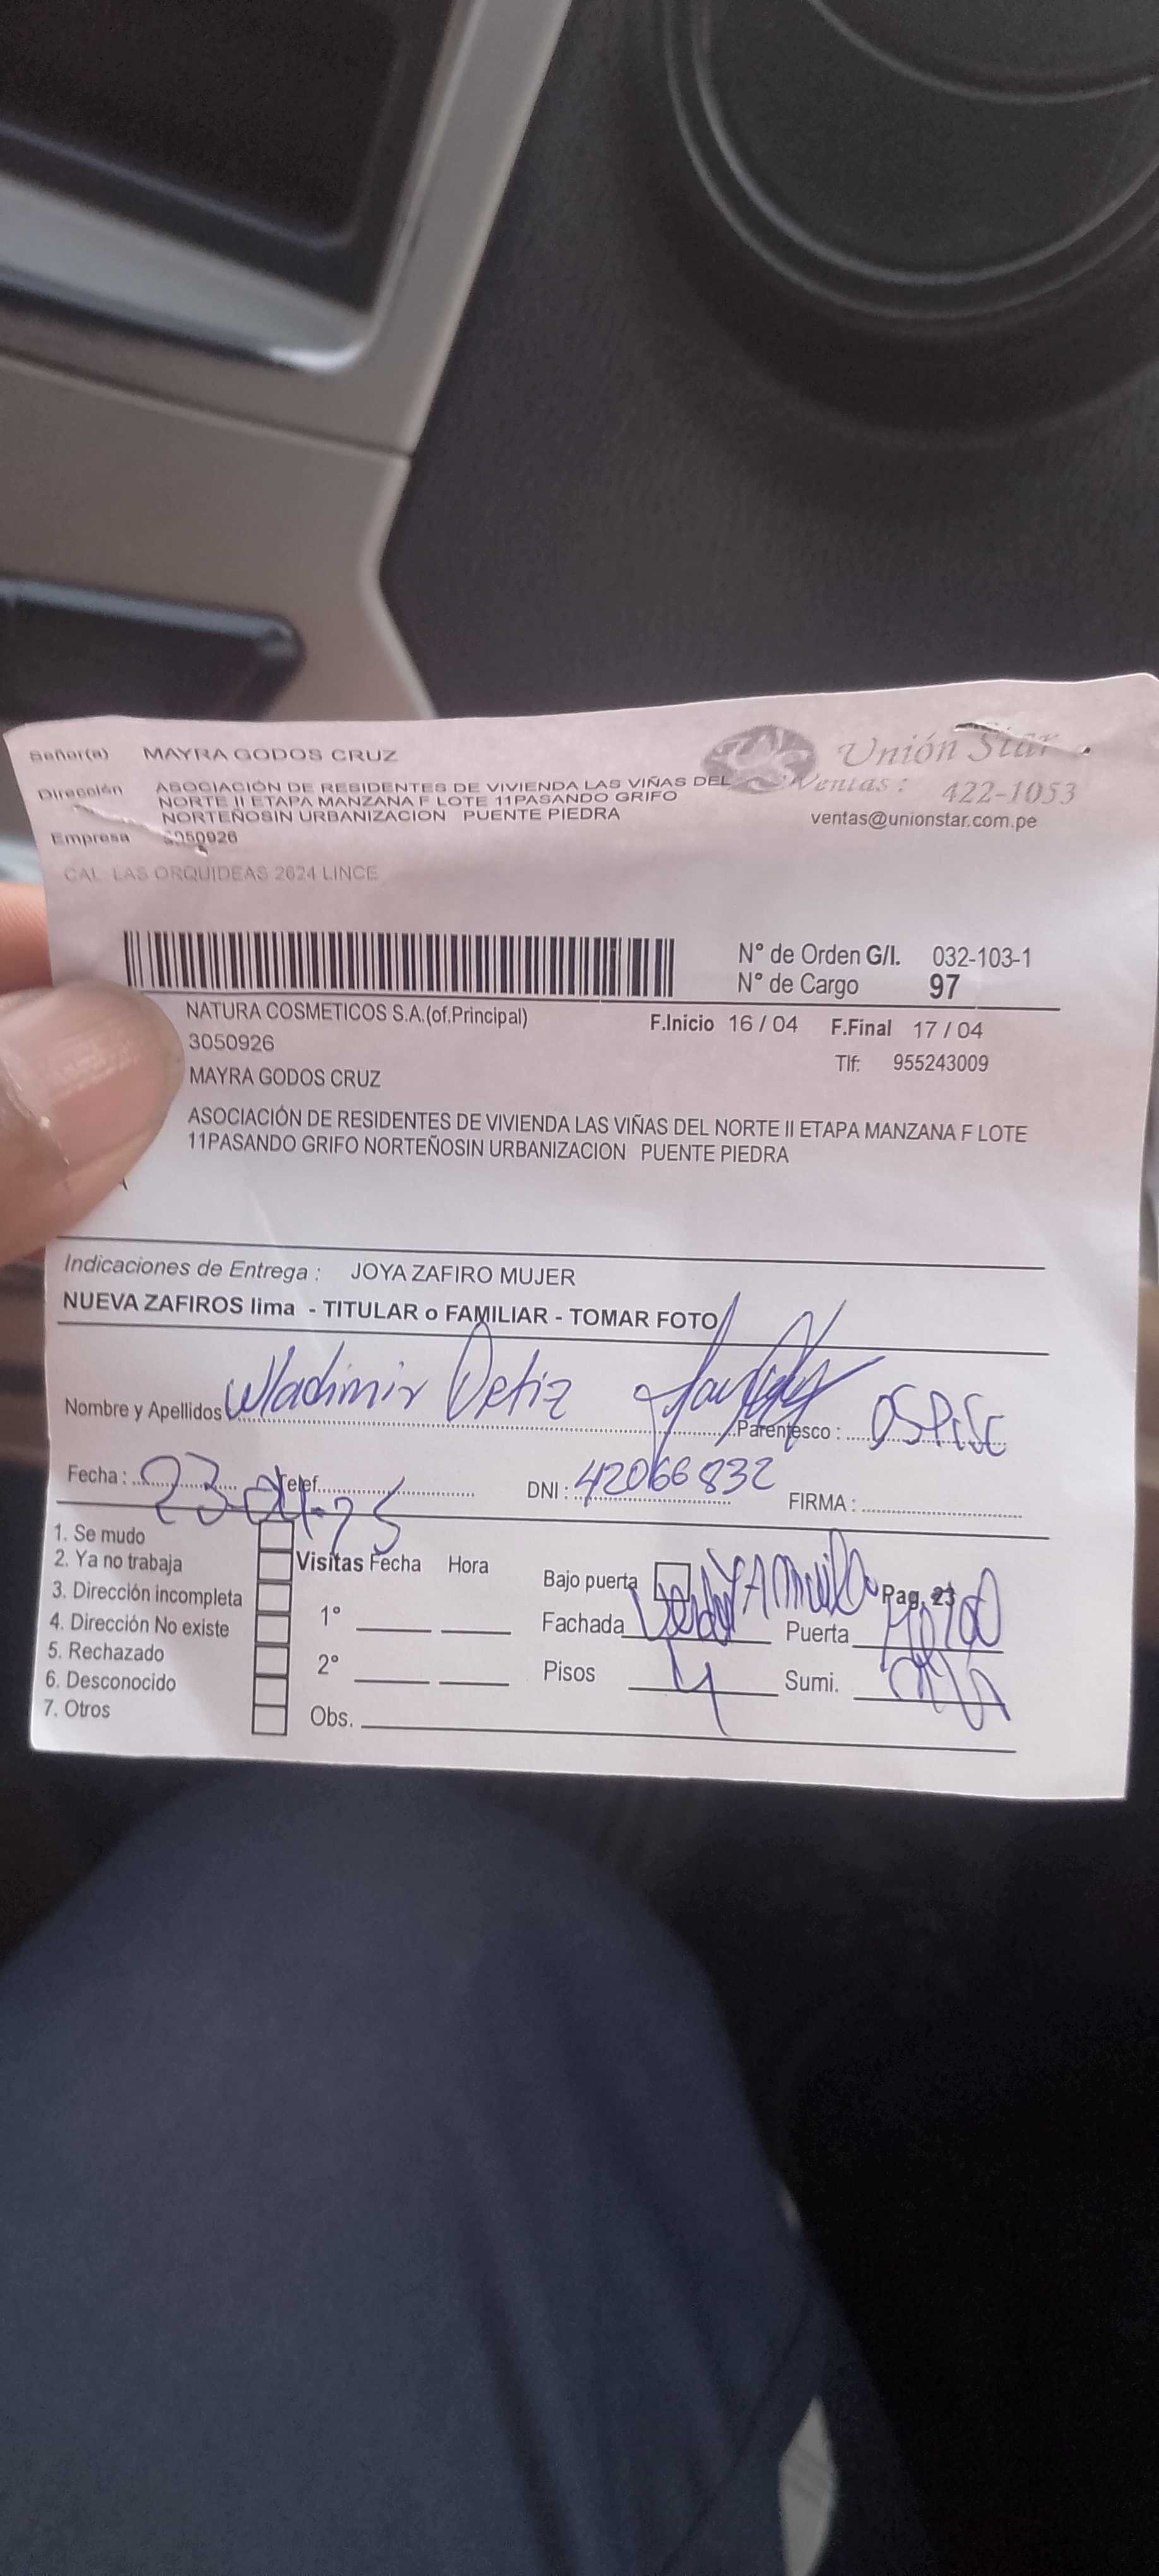 Señor(a) MAYRA GODOS CRUZ
Unión Star
Dirección ASOCIACIÓN DE RESIDENTES DE VIVIENDA LAS VIÑAS DEL
NORTE II ETAPA MANZANA F LOTE 11PASANDO GRIFO
NORTEÑOSIN URBANIZACION PUENTE PIEDRA
Ventas : 422-1053
ventas@unionstar.com.pe
Empresa 3050926
CAL LAS ORQUIDEAS 2624 LINCE
N° de Orden G/I. 032-103-1
N° de Cargo 97
NATURA COSMETICOS S.A.(of.Principal)
F.Inicio 16 / 04 F.Final 17 / 04
3050926
Tlf: 955243009
MAYRA GODOS CRUZ
ASOCIACIÓN DE RESIDENTES DE VIVIENDA LAS VIÑAS DEL NORTE II ETAPA MANZANA F LOTE
11PASANDO GRIFO NORTEÑOSIN URBANIZACION PUENTE PIEDRA
Indicaciones de Entrega : JOYA ZAFIRO MUJER
NUEVA ZAFIROS lima - TITULAR o FAMILIAR - TOMAR FOTO
Nombre y Apellidos Wladimir Ortiz Parentesco :
Fecha : 23-04-25 Telef. DNI : 42066832 FIRMA :
1. Se mudo
2. Ya no trabaja
3. Dirección incompleta
4. Dirección No existe
5. Rechazado
6. Desconocido
7. Otros
Visitas Fecha Hora
1°
2°
Obs.
Bajo puerta Pag. 23
Fachada Puerta
Pisos 4 Sumi.